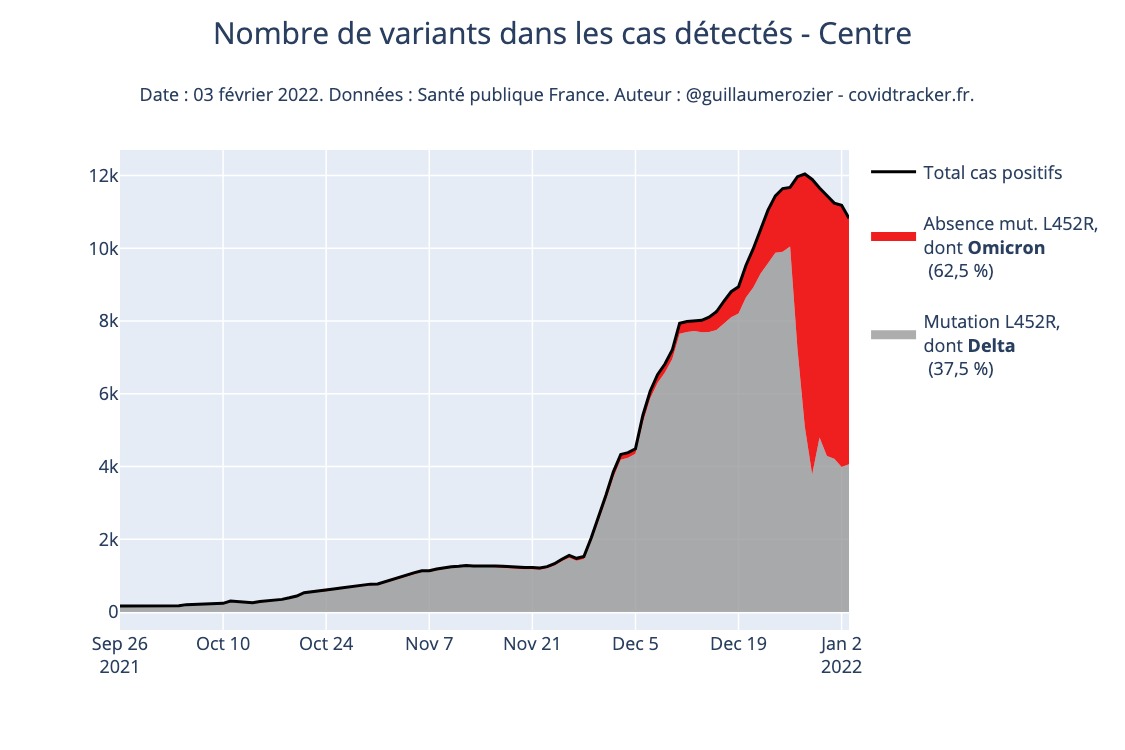 Nombre de variants dans les cas détectés - Centre
Date : 03 février 2022. Données : Santé publique France. Auteur : @guillaumerozier - covidtracker.fr.
12k
10k
8k
6k
4k
2k
0
Sep 26
2021
Oct 10
Oct 24
Nov 7
Nov 21
Dec 5
Dec 19
Jan 2
2022
Total cas positifs
Absence mut. L452R,
dont Omicron
(62,5 %)
Mutation L452R,
dont Delta
(37,5 %)